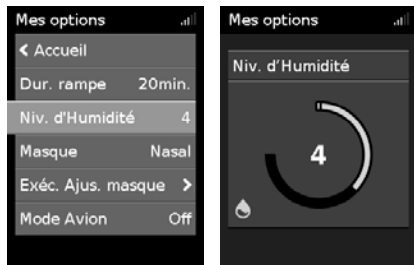 Mes options
< Accueil
Dur. rampe 20min.
Niv. d'Humidité 4
Masque Nasal
Exéc. Ajus. masque >
Mode Avion Off
Mes options
Niv. d'Humidité
4